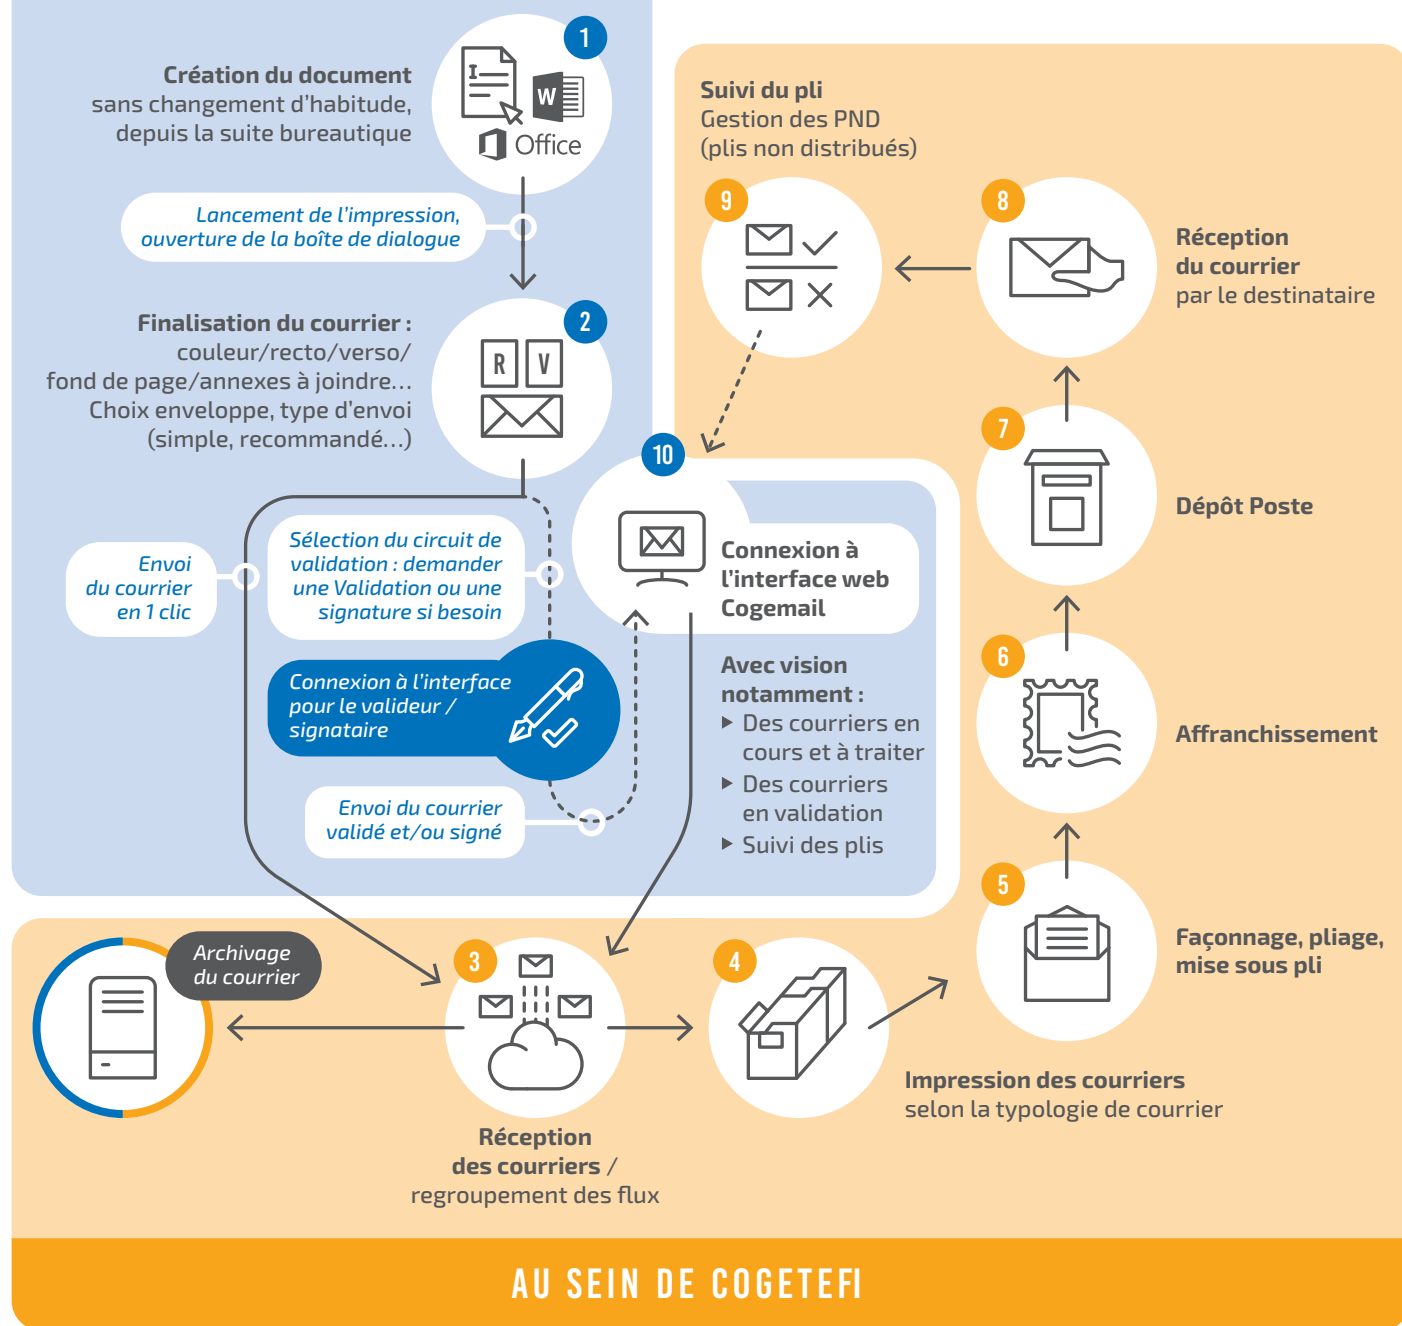 1
Création du document
sans changement d'habitude,
depuis la suite bureautique
I
W
Office
Lancement de l'impression,
ouverture de la boîte de dialogue
2
Finalisation du courrier :
couleur/recto/verso/
fond de page/annexes à joindre...
Choix enveloppe, type d'envoi
(simple, recommandé...)
R V
Envoi
du courrier
en 1 clic
Sélection du circuit de
validation : demander
une Validation ou une
signature si besoin
Connexion à l'interface
pour le valideur /
signataire
Envoi du courrier
validé et/ou signé
10
Connexion à
l'interface web
Cogemail
Avec vision
notamment :
▸ Des courriers en
cours et à traiter
▸ Des courriers
en validation
▸ Suivi des plis
Suivi du pli
Gestion des PND
(plis non distribués)
9
8
Réception
du courrier
par le destinataire
7
Dépôt Poste
6
Affranchissement
5
Façonnage, pliage,
mise sous pli
4
Impression des courriers
selon la typologie de courrier
3
Réception
des courriers /
regroupement des flux
Archivage
du courrier
AU SEIN DE COGETEFI